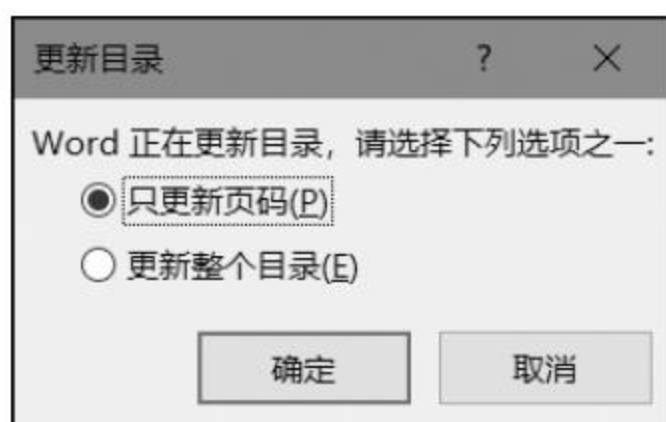 更新目录 ? ×
Word 正在更新目录，请选择下列选项之一:
只更新页码(P)
更新整个目录(E)
确定 取消